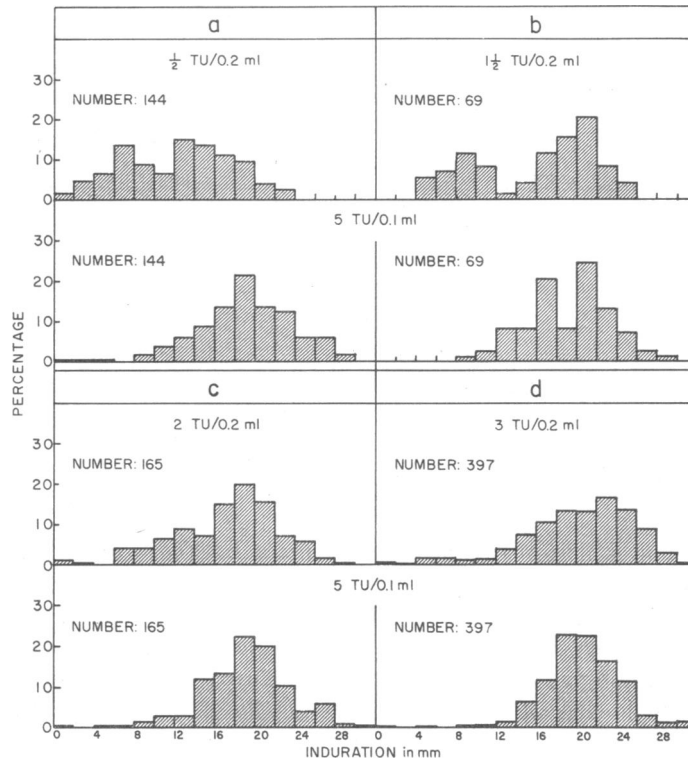 a b
½ TU/0.2 ml 1½ TU/0.2 ml
30
NUMBER: 144 NUMBER: 69
20
10
0
5 TU/0.1 ml
30
NUMBER: 144 NUMBER: 69
20
10
0
PERCENTAGE
c d
2 TU/0.2 ml 3 TU/0.2 ml
30
NUMBER: 165 NUMBER: 397
20
10
0
5 TU/0.1 ml
30
NUMBER: 165 NUMBER: 397
20
10
0
0 4 8 12 16 20 24 28 0 4 8 12 16 20 24 28
INDURATION in mm